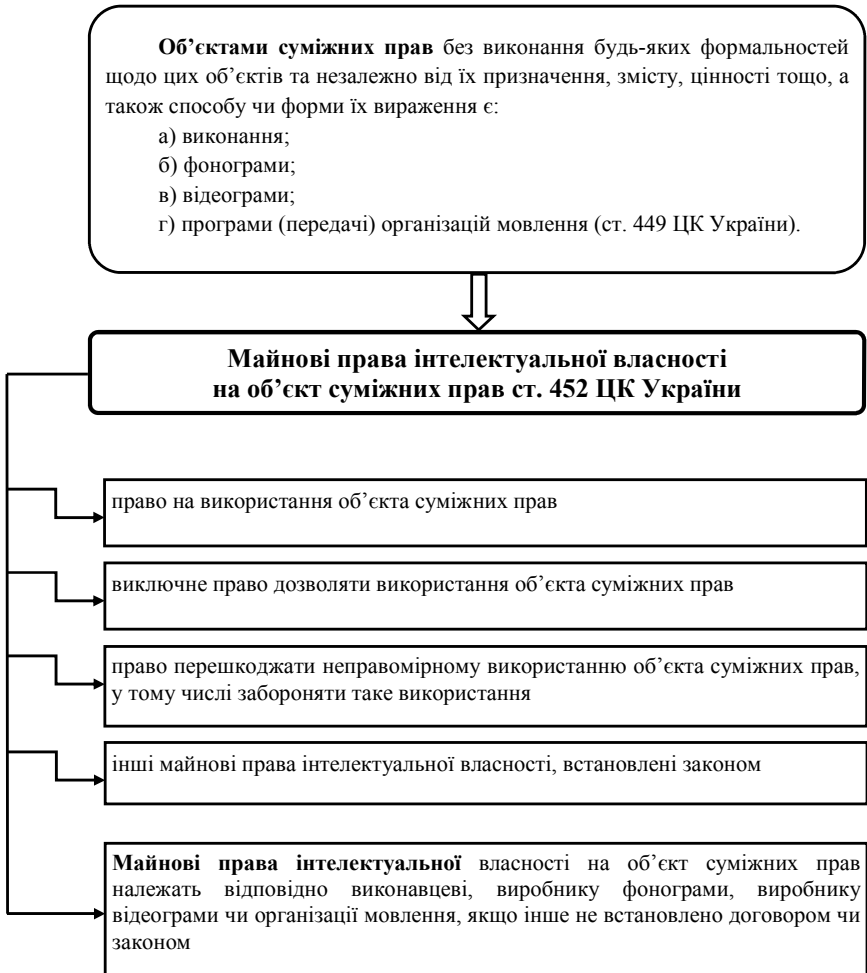 Об’єктами суміжних прав без виконання будь-яких формальностей
щодо цих об’єктів та незалежно від їх призначення, змісту, цінності тощо, а
також способу чи форми їх вираження є:
а) виконання;
б) фонограми;
в) відеограми;
г) програми (передачі) організацій мовлення (ст. 449 ЦК України).
Майнові права інтелектуальної власності
на об’єкт суміжних прав ст. 452 ЦК України
право на використання об’єкта суміжних прав
виключне право дозволяти використання об’єкта суміжних прав
право перешкоджати неправомірному використанню об’єкта суміжних прав,
у тому числі забороняти таке використання
інші майнові права інтелектуальної власності, встановлені законом
Майнові права інтелектуальної власності на об’єкт суміжних прав
належать відповідно виконавцеві, виробнику фонограми, виробнику
відеограми чи організації мовлення, якщо інше не встановлено договором чи
законом